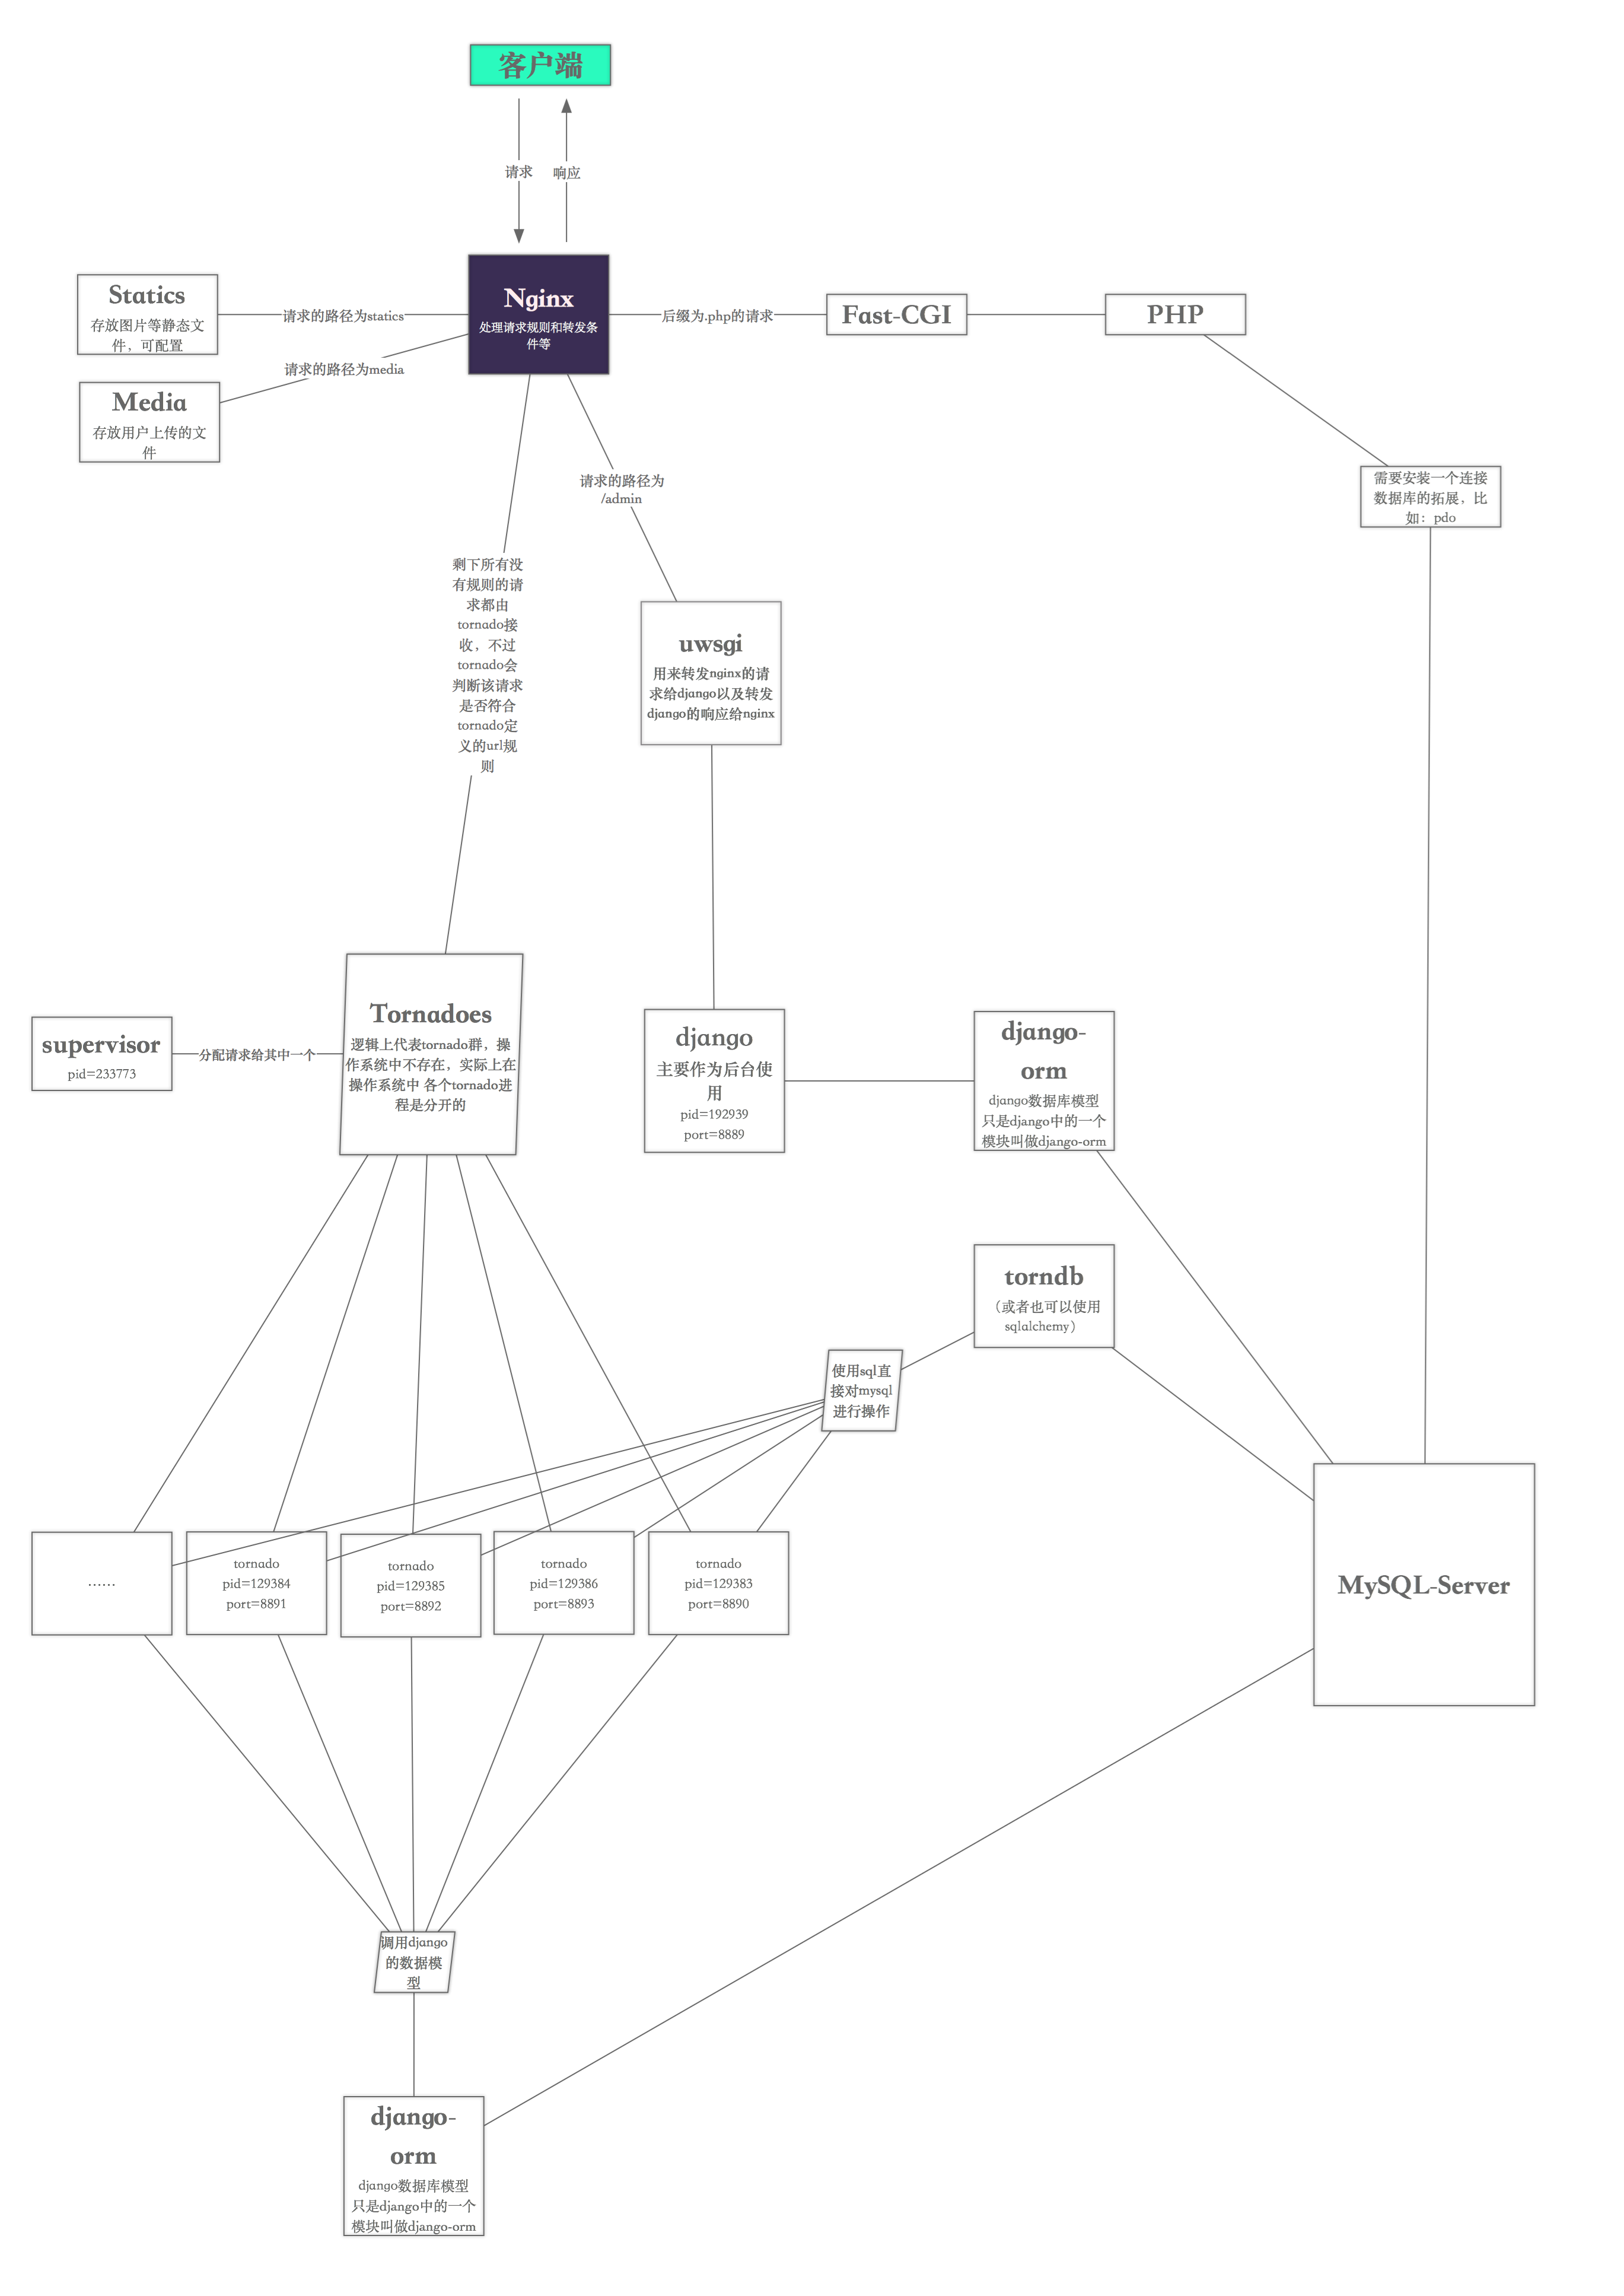 客户端
请求
响应
Statics
存放图片等静态文
件，可配置
请求的路径为statics
Nginx
处理请求规则和转发条
件等
后缀为.php的请求
Fast-CGI
PHP
请求的路径为media
Media
存放用户上传的文
件
请求的路径为
/admin
需要安装一个连接
数据库的拓展，比
如：pdo
剩下所有没
有规则的请
求都由
tornado接
收，不过
tornado会
判断该请求
是否符合
tornado定
义的url规
则
uwsgi
用来转发nginx的请
求给django以及转发
django的响应给nginx
supervisor
pid=233773
分配请求给其中一个
Tornadoes
逻辑上代表tornado群，操
作系统中不存在，实际上在
操作系统中 各个tornado进
程是分开的
django
主要作为后台使
用
pid=192939
port=8889
django-
orm
django数据库模型
只是django中的一个
模块叫做django-orm
torndb
（或者也可以使用
sqlalchemy）
使用sql直
接对mysql
进行操作
……
tornado
pid=129384
port=8891
tornado
pid=129385
port=8892
tornado
pid=129386
port=8893
tornado
pid=129383
port=8890
MySQL-Server
调用django
的数据模
型
django-
orm
django数据库模型
只是django中的一个
模块叫做django-orm